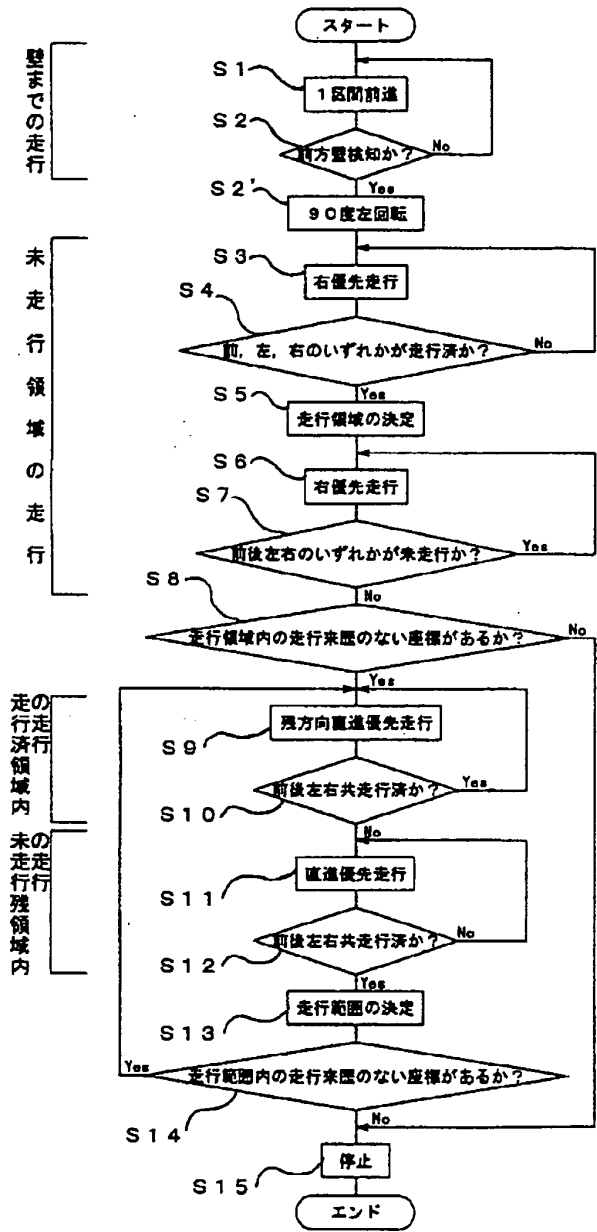 スタート
壁までの走行
S1
1区間前進
S2
前方壁検知か？
No
Yes
S2'
90度左回転
未走行領域の走行
S3
右優先走行
S4
前，左，右のいずれかが走行済か？
No
Yes
S5
走行領域の決定
S6
右優先走行
S7
前後左右のいずれかが未走行か？
Yes
No
S8
走行領域内の走行来歴のない座標があるか？
No
Yes
走行済領域内
の走行
S9
残方向直進優先走行
S10
前後左右共走行済か？
Yes
No
未走行残領域内
の走行
S11
直進優先走行
S12
前後左右共走行済か？
No
Yes
S13
走行範囲の決定
S14
走行範囲内の走行来歴のない座標があるか？
Yes
No
S15
停止
エンド